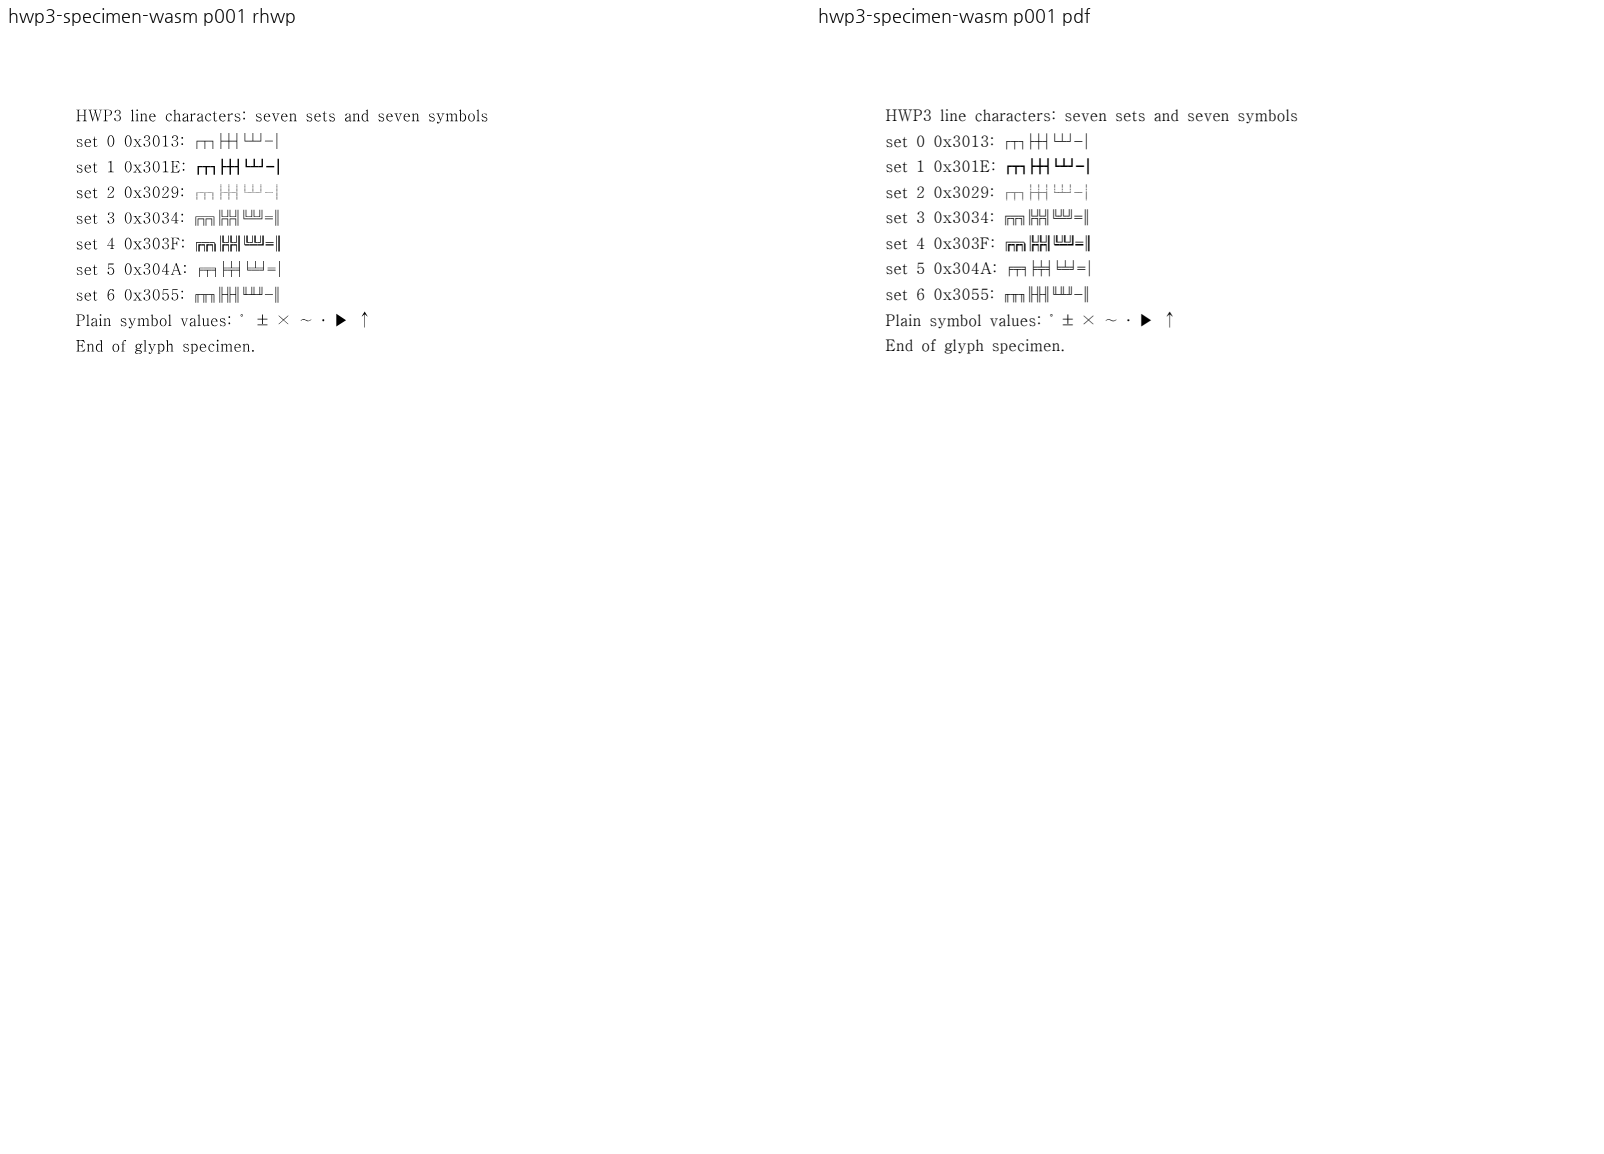 hwp3-specimen-wasm p001 rhwp
HWP3 line characters: seven sets and seven symbols
set 0 0x3013: ┌┬┐├┼┤└┴┘─│
set 1 0x301E: ┏┳┓┣╋┫┗┻┛━┃
set 2 0x3029: ┌┬┐├┼┤└┴┘┄┆
set 3 0x3034: ╔╦╗╠╬╣╚╩╝═║
set 4 0x303F: ╔╦╗╠╬╣╚╩╝═║
set 5 0x304A: ╒╤╕╞╪╡╘╧╛═│
set 6 0x3055: ╓╥╖╟╫╢╙╨╜─║
Plain symbol values: ° ± × ~ · ▶ ↑
End of glyph specimen.
hwp3-specimen-wasm p001 pdf
HWP3 line characters: seven sets and seven symbols
set 0 0x3013: ┌┬┐├┼┤└┴┘─│
set 1 0x301E: ┏┳┓┣╋┫┗┻┛━┃
set 2 0x3029: ┌┬┐├┼┤└┴┘┄┆
set 3 0x3034: ╔╦╗╠╬╣╚╩╝═║
set 4 0x303F: ╔╦╗╠╬╣╚╩╝═║
set 5 0x304A: ╒╤╕╞╪╡╘╧╛═│
set 6 0x3055: ╓╥╖╟╫╢╙╨╜─║
Plain symbol values: ° ± × ~ · ▶ ↑
End of glyph specimen.